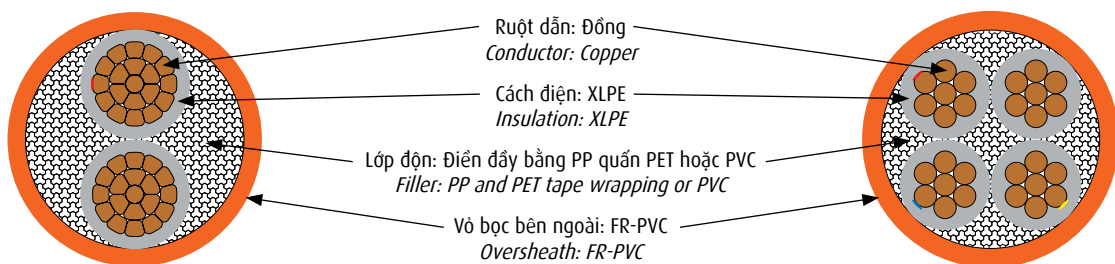 Ruột dẫn: Đồng
Conductor: Copper
Cách điện: XLPE
Insulation: XLPE
Lớp độn: Điền đầy bằng PP quấn PET hoặc PVC
Filler: PP and PET tape wrapping or PVC
Vỏ bọc bên ngoài: FR-PVC
Oversheath: FR-PVC